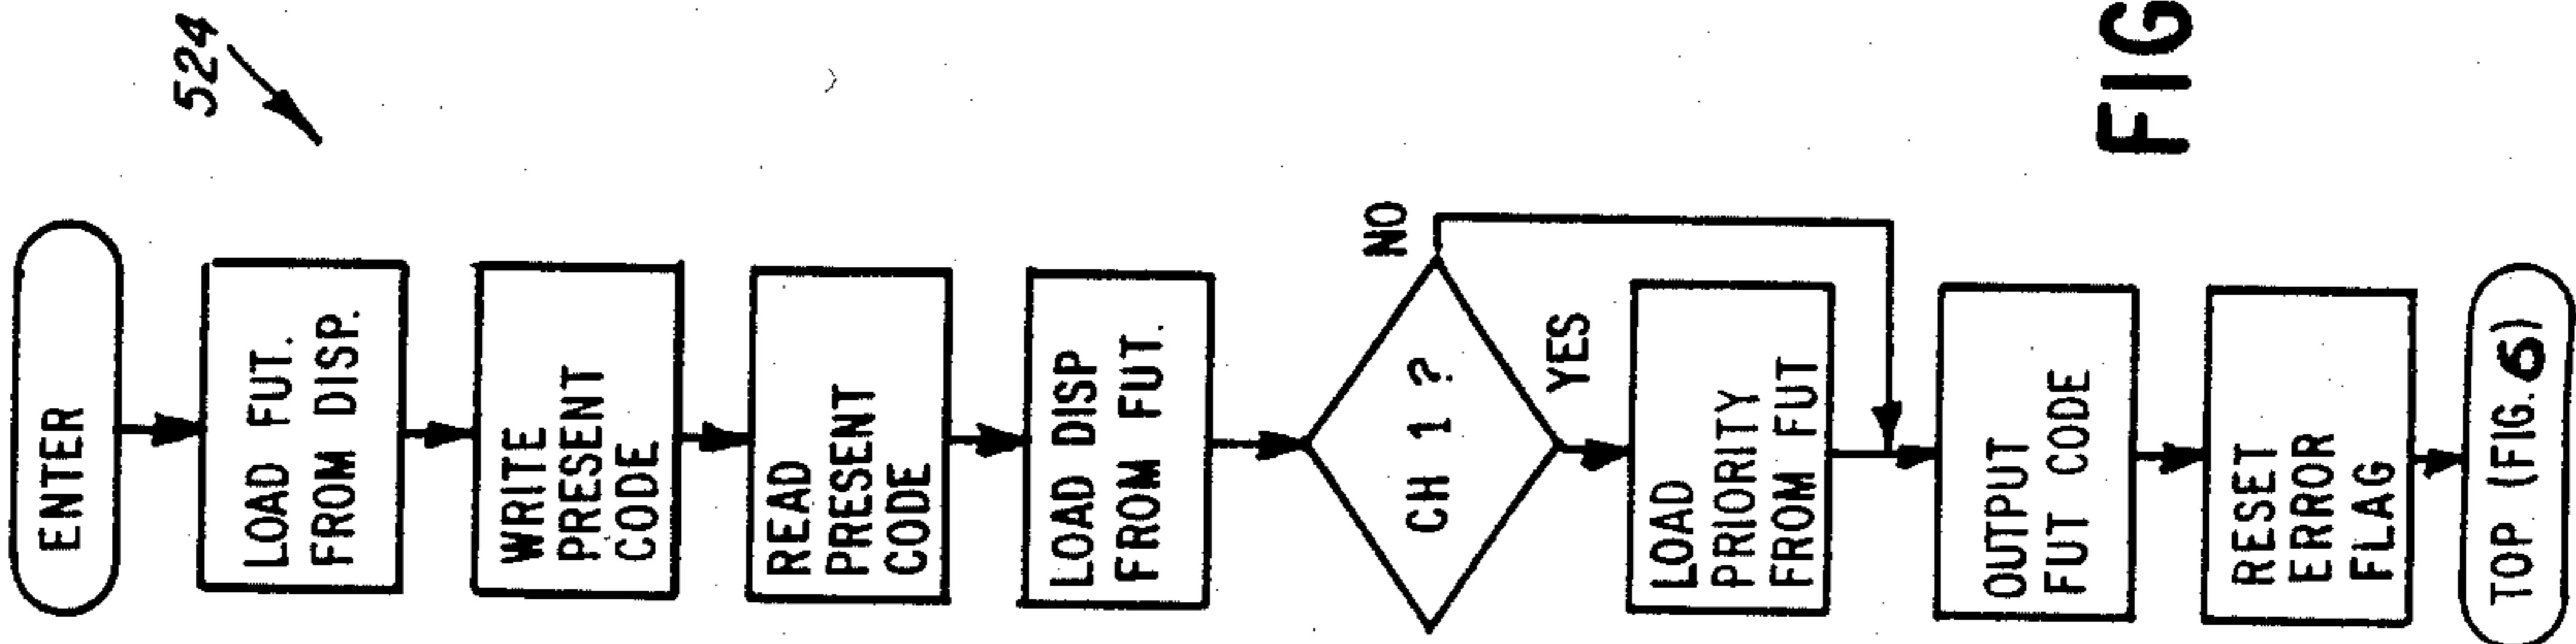 524
ENTER
LOAD FUT.
FROM DISP.
WRITE
PRESENT
CODE
READ
PRESENT
CODE
LOAD DISP
FROM FUT.
CH 1 ?
NO
YES
LOAD
PRIORITY
FROM FUT
OUTPUT
FUT CODE
RESET
ERROR
FLAG
TOP (FIG. 6)
FIG